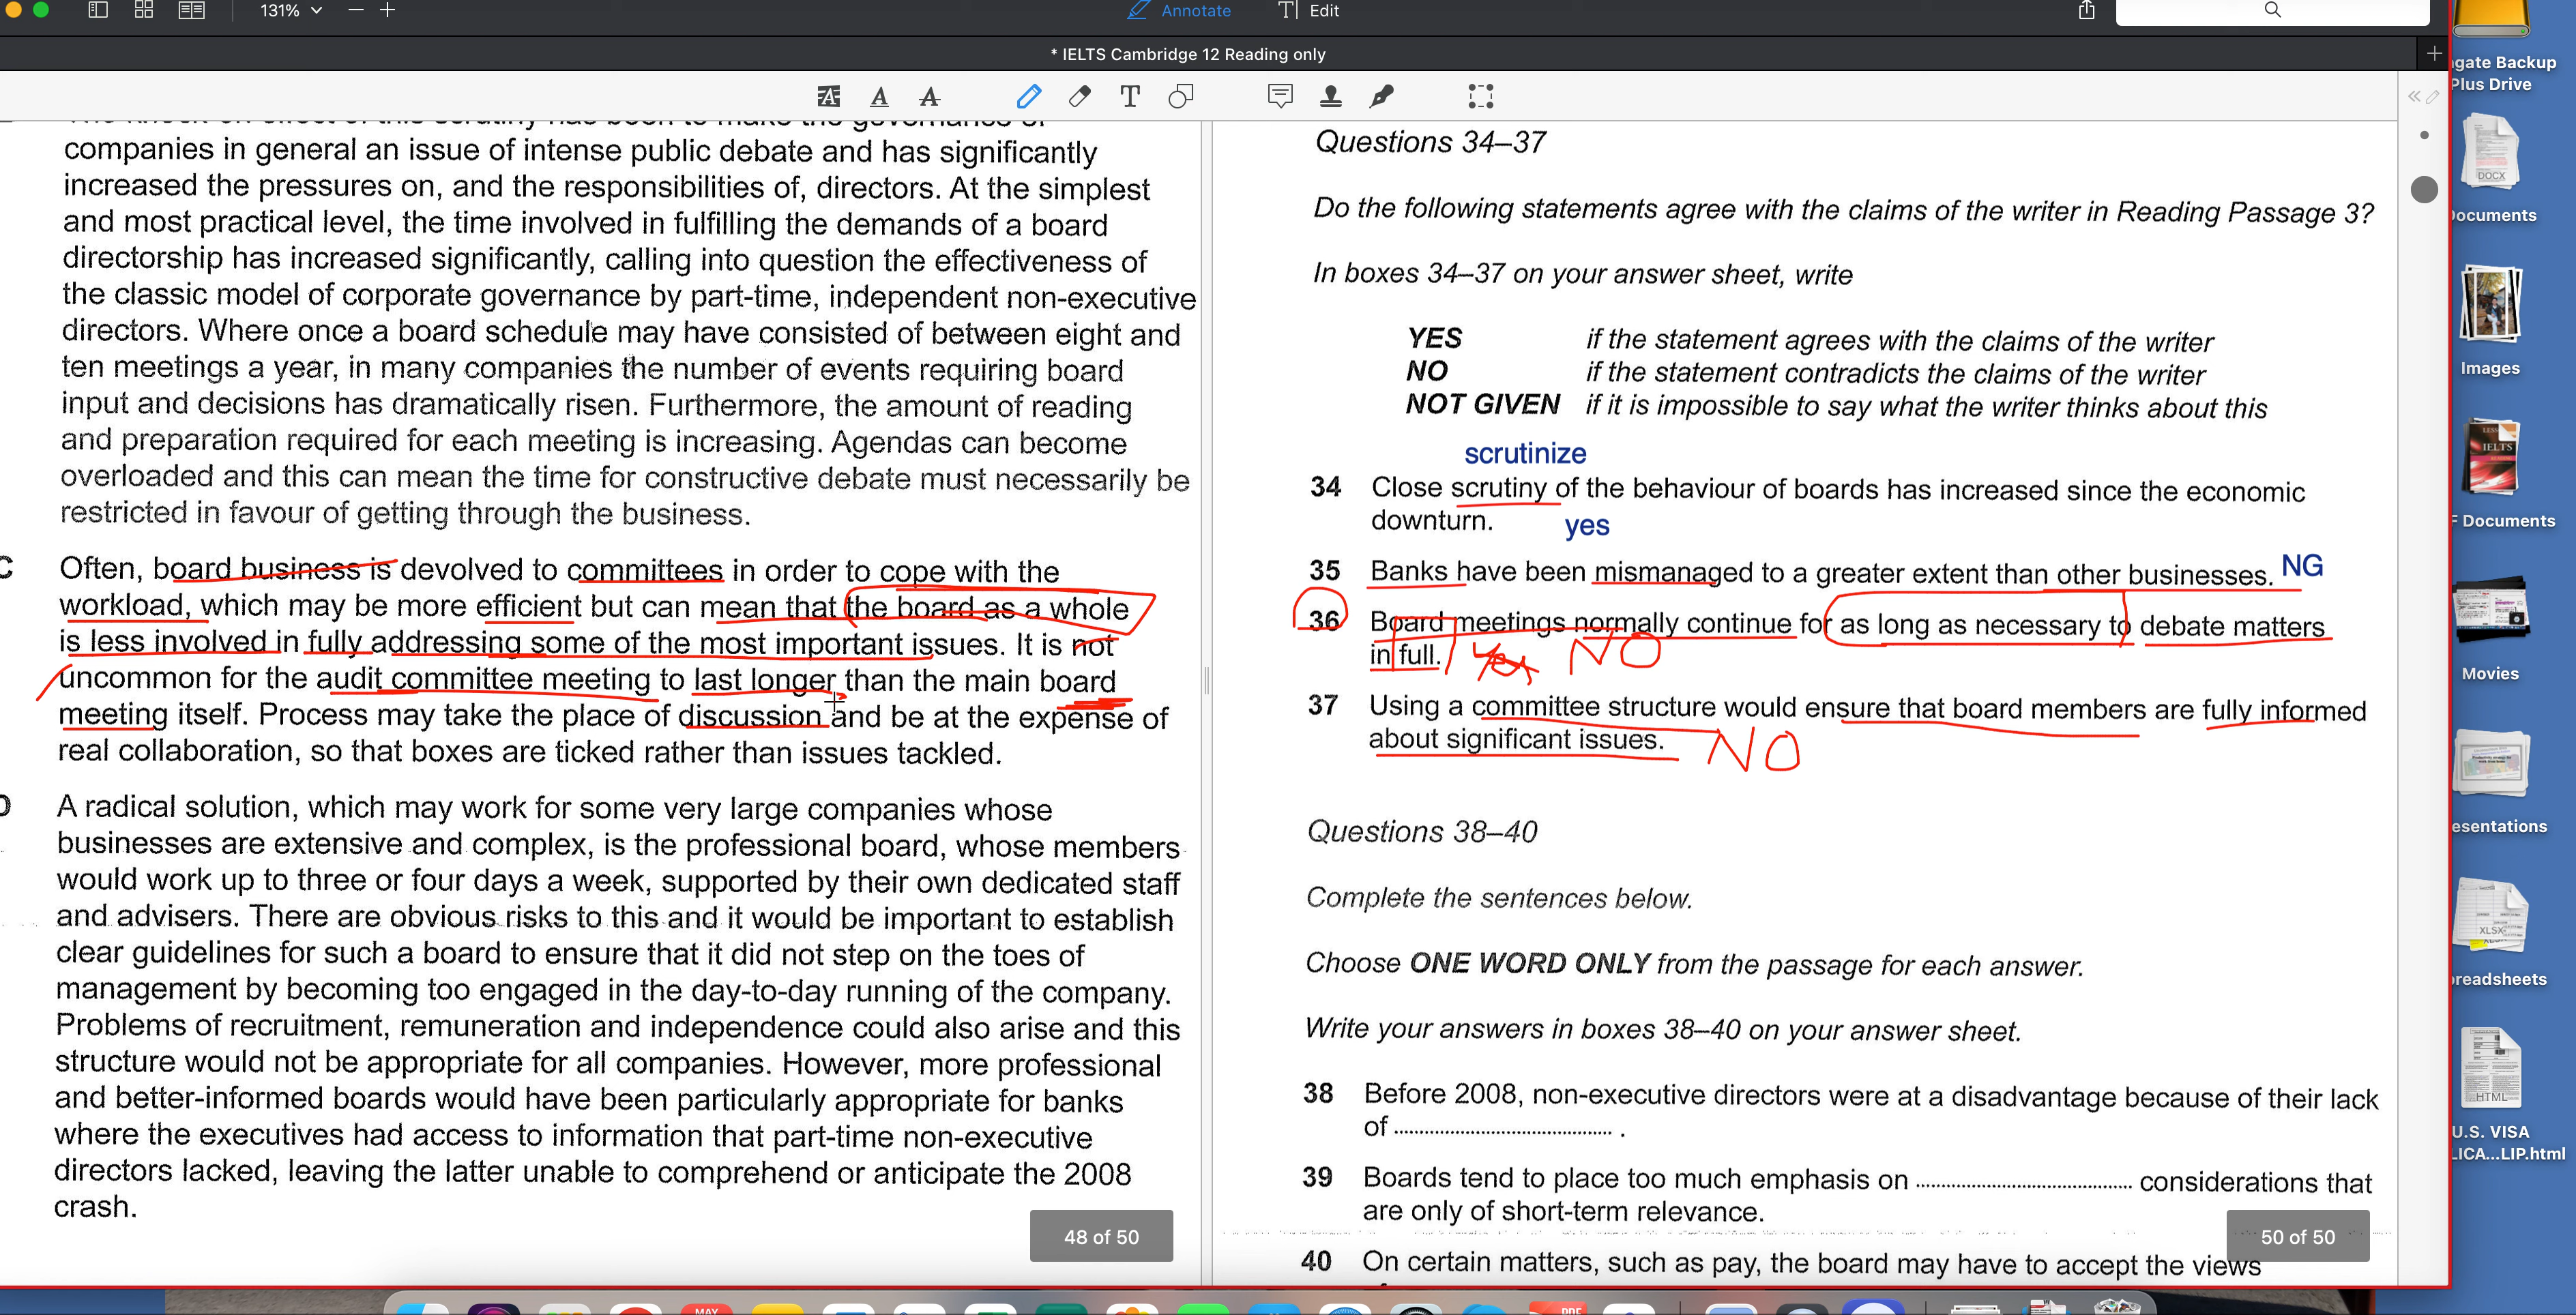 131%
Annotate
Edit
* IELTS Cambridge 12 Reading only
gate Backup
Plus Drive
companies in general an issue of intense public debate and has significantly
increased the pressures on, and the responsibilities of, directors. At the simplest
and most practical level, the time involved in fulfilling the demands of a board
directorship has increased significantly, calling into question the effectiveness of
the classic model of corporate governance by part-time, independent non-executive
directors. Where once a board schedule may have consisted of between eight and
ten meetings a year, in many companies the number of events requiring board
input and decisions has dramatically risen. Furthermore, the amount of reading
and preparation required for each meeting is increasing. Agendas can become
overloaded and this can mean the time for constructive debate must necessarily be
restricted in favour of getting through the business.
C Often, board business is devolved to committees in order to cope with the
workload, which may be more efficient but can mean that the board as a whole
is less involved in fully addressing some of the most important issues. It is not
uncommon for the audit committee meeting to last longer than the main board
meeting itself. Process may take the place of discussion and be at the expense of
real collaboration, so that boxes are ticked rather than issues tackled.
D A radical solution, which may work for some very large companies whose
businesses are extensive and complex, is the professional board, whose members
would work up to three or four days a week, supported by their own dedicated staff
and advisers. There are obvious risks to this and it would be important to establish
clear guidelines for such a board to ensure that it did not step on the toes of
management by becoming too engaged in the day-to-day running of the company.
Problems of recruitment, remuneration and independence could also arise and this
structure would not be appropriate for all companies. However, more professional
and better-informed boards would have been particularly appropriate for banks
where the executives had access to information that part-time non-executive
directors lacked, leaving the latter unable to comprehend or anticipate the 2008
crash.
48 of 50
Questions 34–37
Do the following statements agree with the claims of the writer in Reading Passage 3?
In boxes 34–37 on your answer sheet, write
YES if the statement agrees with the claims of the writer
NO if the statement contradicts the claims of the writer
NOT GIVEN if it is impossible to say what the writer thinks about this
scrutinize
34 Close scrutiny of the behaviour of boards has increased since the economic
downturn. yes
35 Banks have been mismanaged to a greater extent than other businesses. NG
36 Board meetings normally continue for as long as necessary to debate matters
in full. NO
37 Using a committee structure would ensure that board members are fully informed
about significant issues. NO
Questions 38–40
Complete the sentences below.
Choose ONE WORD ONLY from the passage for each answer.
Write your answers in boxes 38–40 on your answer sheet.
38 Before 2008, non-executive directors were at a disadvantage because of their lack
of ........................................ .
39 Boards tend to place too much emphasis on ........................................ considerations that
are only of short-term relevance.
40 On certain matters, such as pay, the board may have to accept the views
50 of 50
DOCX
Documents
Images
IELTS
F Documents
Movies
esentations
XLSX
preadsheets
HTML
U.S. VISA
LICA...LIP.html
MAY
PDF